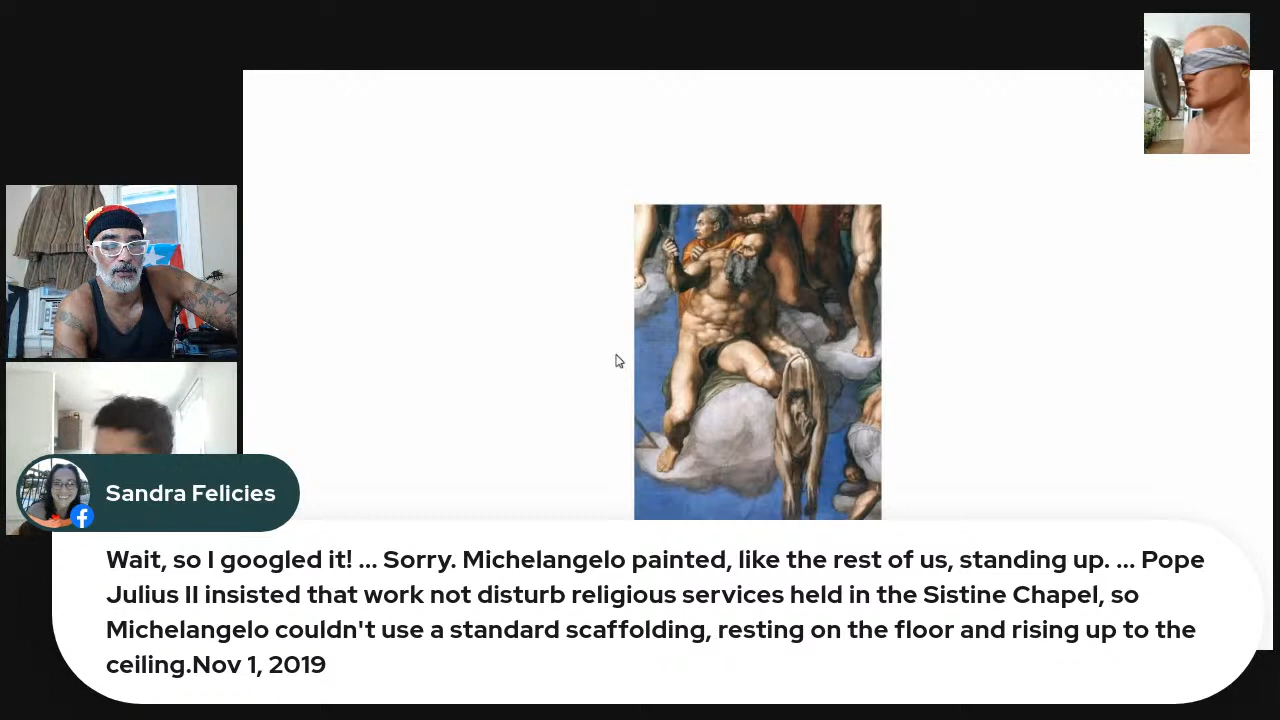 Sandra Felicies
Wait, so I googled it! ... Sorry. Michelangelo painted, like the rest of us, standing up. ... Pope
Julius II insisted that work not disturb religious services held in the Sistine Chapel, so
Michelangelo couldn't use a standard scaffolding, resting on the floor and rising up to the
ceiling.Nov 1, 2019